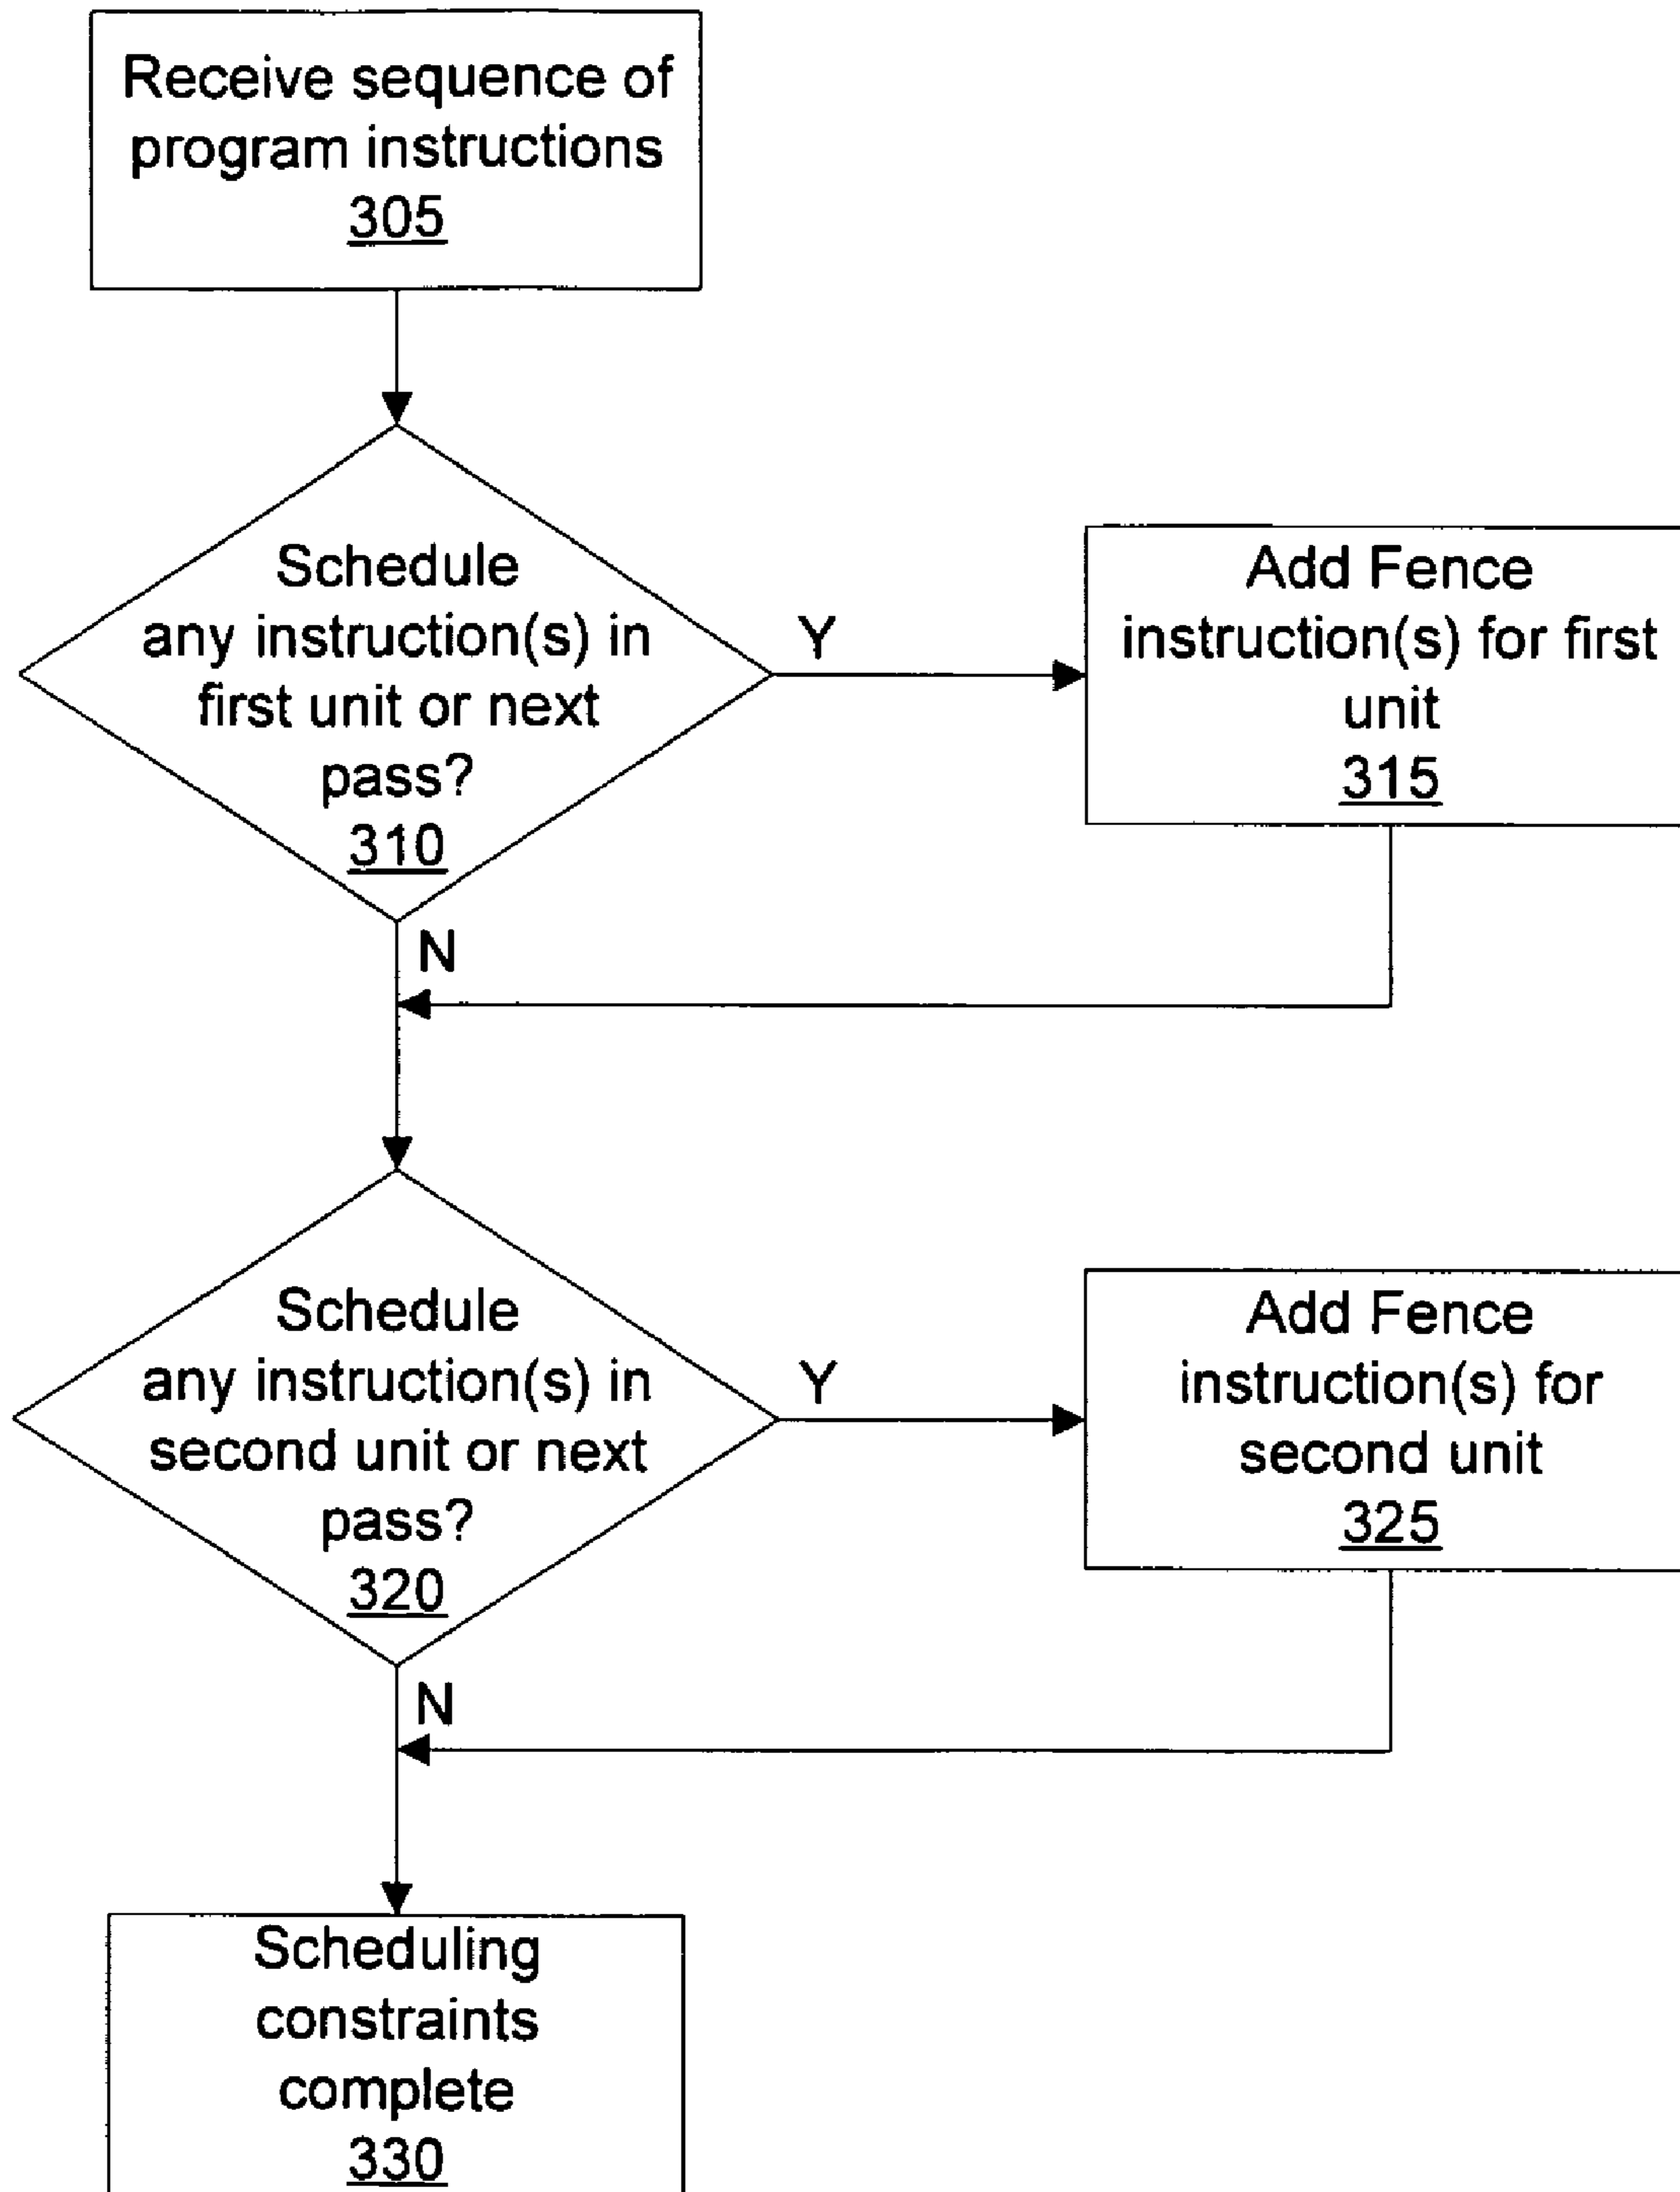 Receive sequence of
program instructions
305
Schedule
any instruction(s) in
first unit or next
pass?
310
Y
Add Fence
instruction(s) for first
unit
315
N
Schedule
any instruction(s) in
second unit or next
pass?
320
Y
Add Fence
instruction(s) for
second unit
325
N
Scheduling
constraints
complete
330